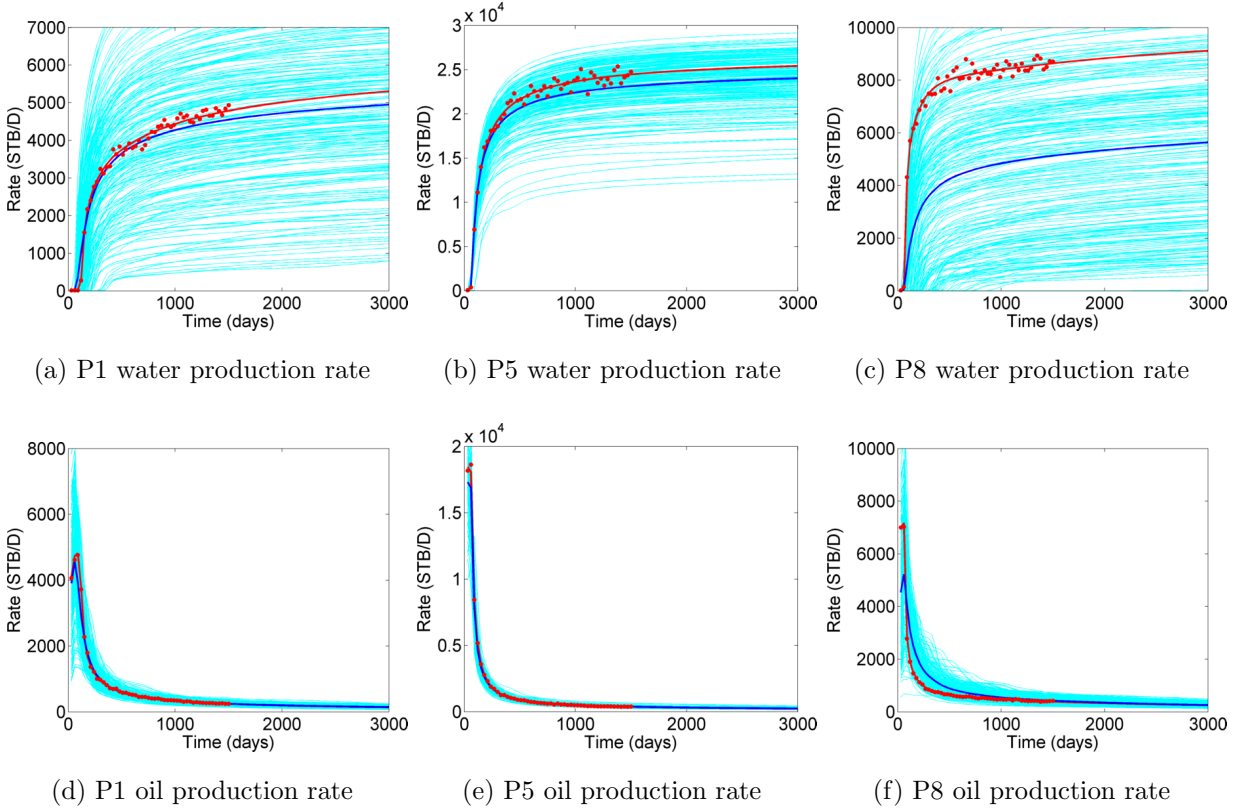 7000
6000
5000
4000
3000
2000
1000
0
Rate (STB/D)
0 1000 2000 3000
Time (days)
(a) P1 water production rate
x 10^4
3
2.5
2
1.5
1
0.5
0
Rate (STB/D)
0 1000 2000 3000
Time (days)
(b) P5 water production rate
10000
8000
6000
4000
2000
0
Rate (STB/D)
0 1000 2000 3000
Time (days)
(c) P8 water production rate
8000
6000
4000
2000
0
Rate (STB/D)
0 1000 2000 3000
Time (days)
(d) P1 oil production rate
x 10^4
2
1.5
1
0.5
0
Rate (STB/D)
0 1000 2000 3000
Time (days)
(e) P5 oil production rate
10000
8000
6000
4000
2000
0
Rate (STB/D)
0 1000 2000 3000
Time (days)
(f) P8 oil production rate